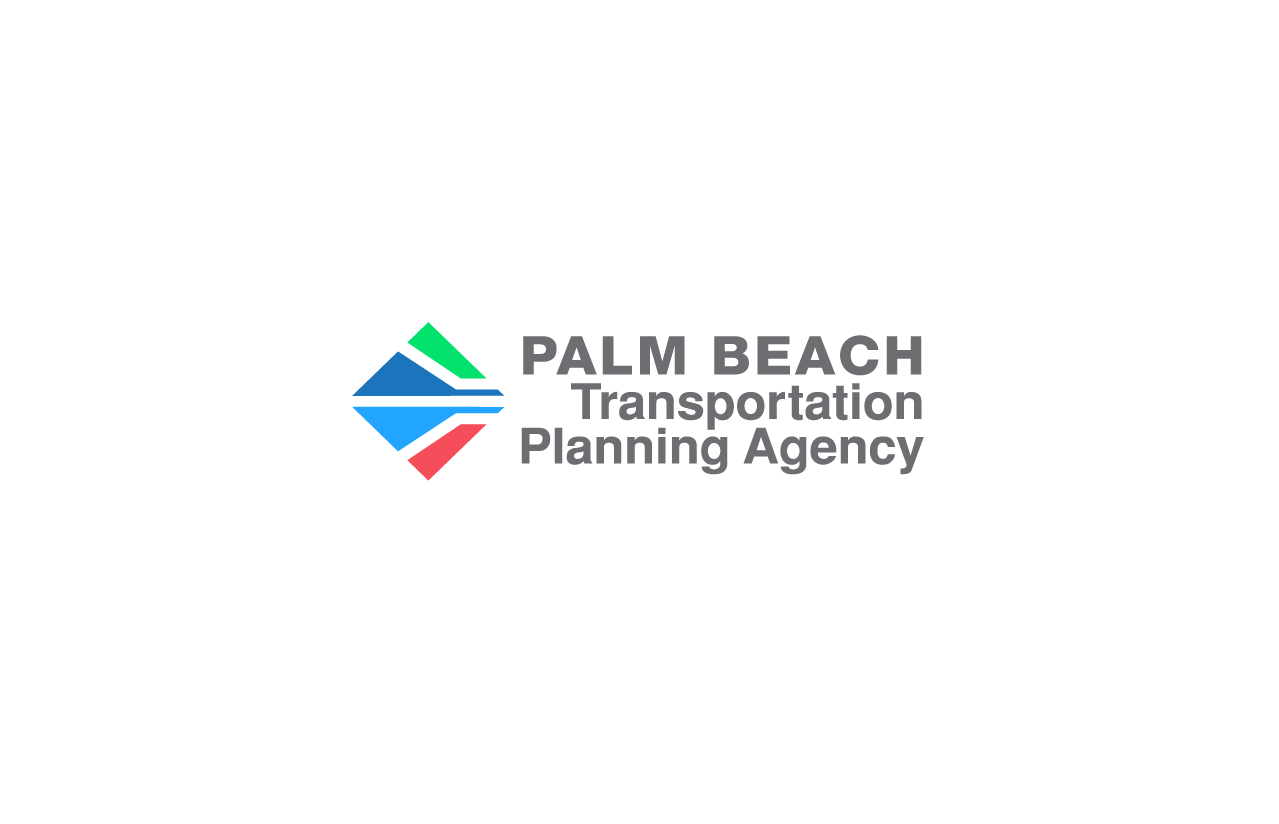 PALM BEACH
Transportation
Planning Agency